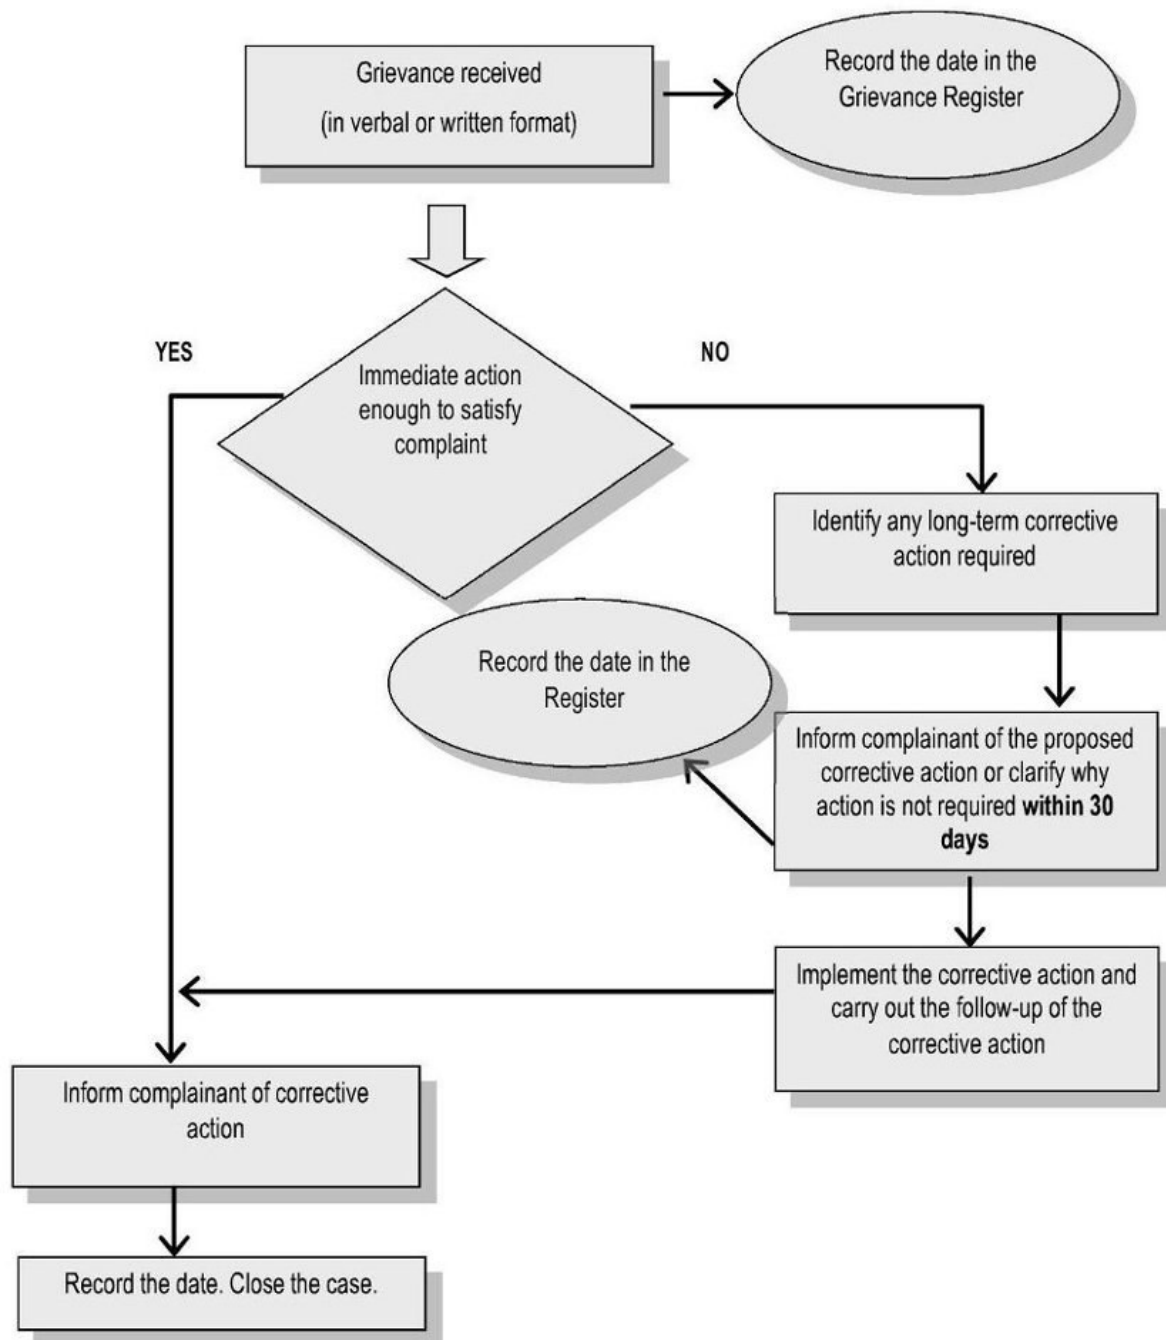 Grievance received
(in verbal or written format)
Record the date in the
Grievance Register
YES
NO
Immediate action
enough to satisfy
complaint
Identify any long-term corrective
action required
Record the date in the
Register
Inform complainant of the proposed
corrective action or clarify why
action is not required within 30
days
Implement the corrective action and
carry out the follow-up of the
corrective action
Inform complainant of corrective
action
Record the date. Close the case.